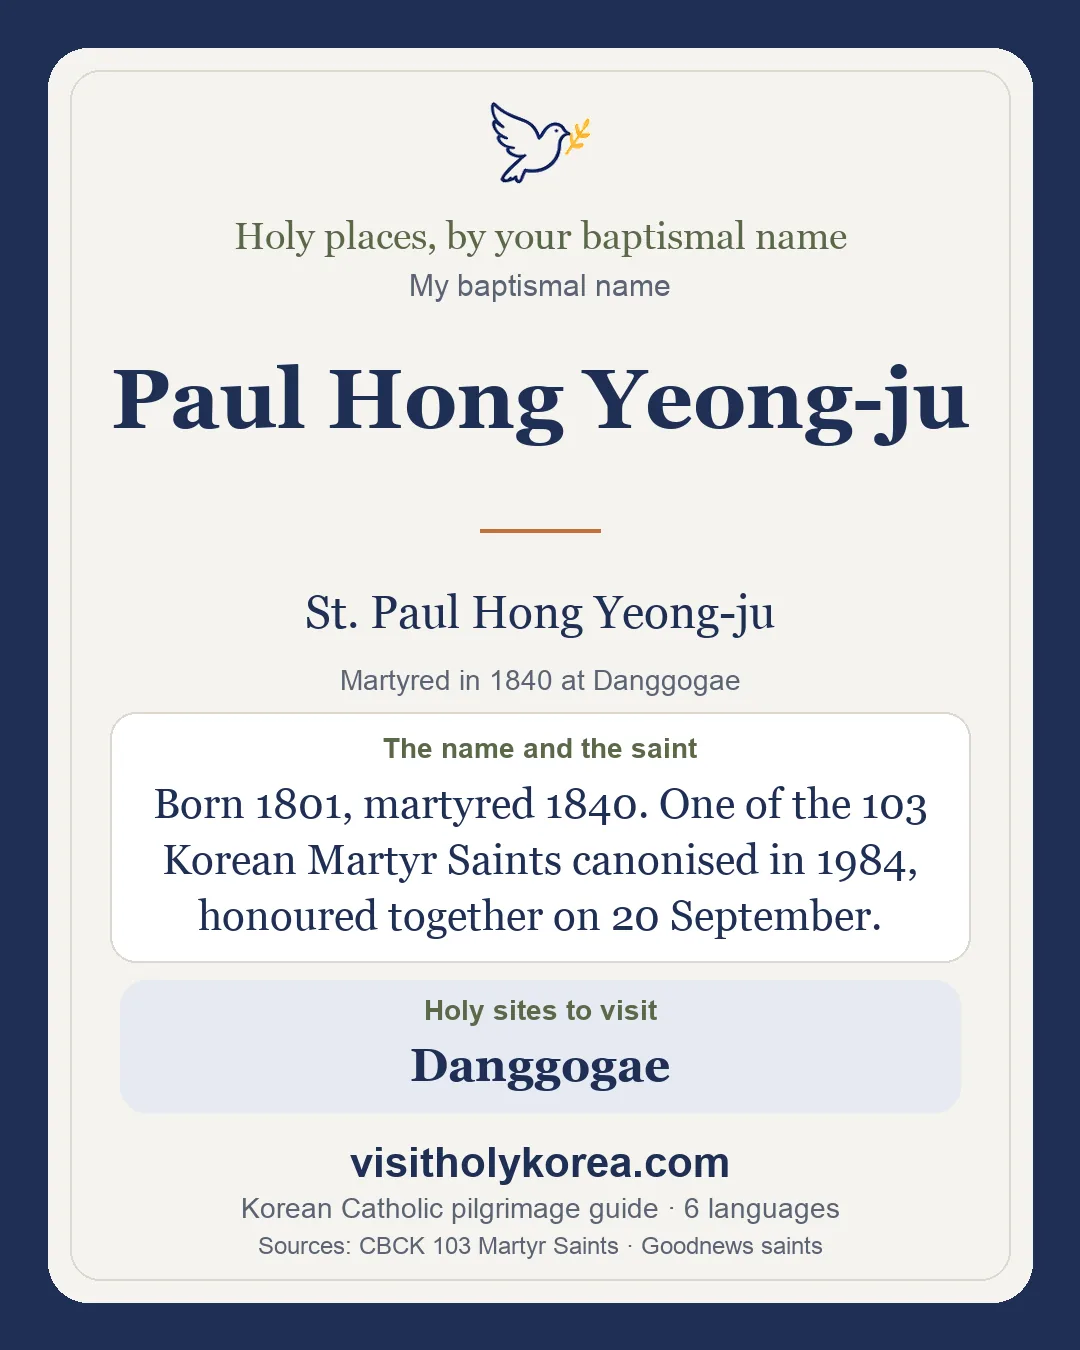 Holy places, by your baptismal name
My baptismal name
Paul Hong Yeong-ju
St. Paul Hong Yeong-ju
Martyred in 1840 at Danggogae
The name and the saint
Born 1801, martyred 1840. One of the 103
Korean Martyr Saints canonised in 1984,
honoured together on 20 September.
Holy sites to visit
Danggogae
visitholykorea.com
Korean Catholic pilgrimage guide · 6 languages
Sources: CBCK 103 Martyr Saints · Goodnews saints